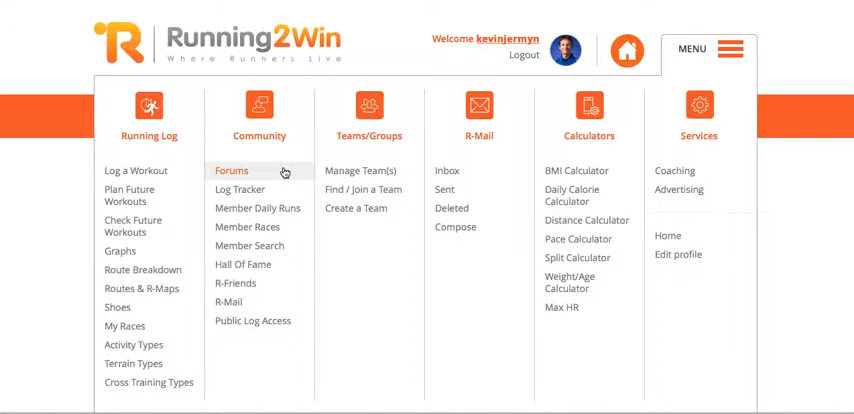 Running2Win
Where Runners Live
Welcome kevinjermyn
Logout
MENU
Running Log
Log a Workout
Plan Future
Workouts
Check Future
Workouts
Graphs
Route Breakdown
Routes & R-Maps
Shoes
My Races
Activity Types
Terrain Types
Cross Training Types
Community
Forums
Log Tracker
Member Daily Runs
Member Races
Member Search
Hall Of Fame
R-Friends
R-Mail
Public Log Access
Teams/Groups
Manage Team(s)
Find / Join a Team
Create a Team
R-Mail
Inbox
Sent
Deleted
Compose
Calculators
BMI Calculator
Daily Calorie
Calculator
Distance Calculator
Pace Calculator
Split Calculator
Weight/Age
Calculator
Max HR
Services
Coaching
Advertising
Home
Edit profile